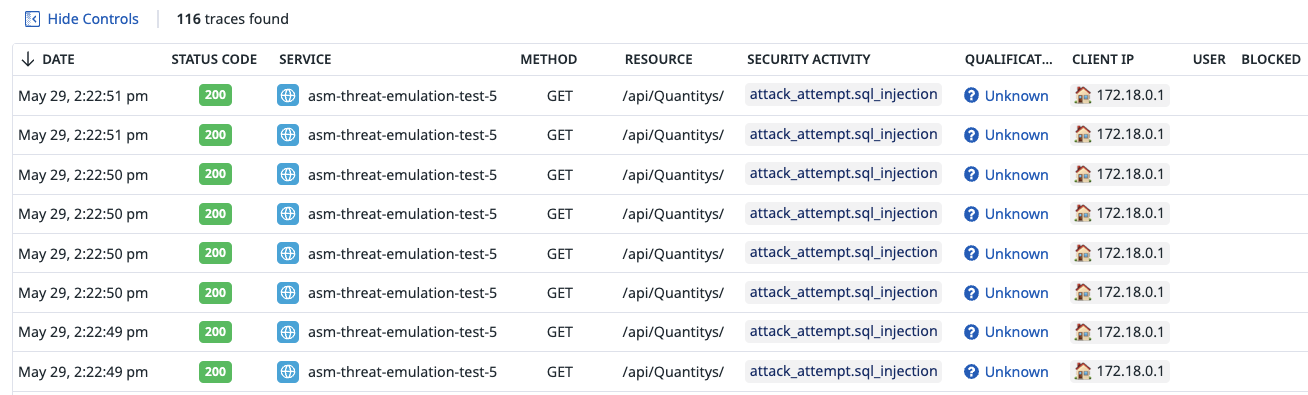 Hide Controls 116 traces found
DATE STATUS CODE SERVICE METHOD RESOURCE SECURITY ACTIVITY QUALIFICAT... CLIENT IP USER BLOCKED
May 29, 2:22:51 pm 200 asm-threat-emulation-test-5 GET /api/Quantitys/ attack_attempt.sql_injection Unknown 172.18.0.1
May 29, 2:22:51 pm 200 asm-threat-emulation-test-5 GET /api/Quantitys/ attack_attempt.sql_injection Unknown 172.18.0.1
May 29, 2:22:50 pm 200 asm-threat-emulation-test-5 GET /api/Quantitys/ attack_attempt.sql_injection Unknown 172.18.0.1
May 29, 2:22:50 pm 200 asm-threat-emulation-test-5 GET /api/Quantitys/ attack_attempt.sql_injection Unknown 172.18.0.1
May 29, 2:22:50 pm 200 asm-threat-emulation-test-5 GET /api/Quantitys/ attack_attempt.sql_injection Unknown 172.18.0.1
May 29, 2:22:50 pm 200 asm-threat-emulation-test-5 GET /api/Quantitys/ attack_attempt.sql_injection Unknown 172.18.0.1
May 29, 2:22:49 pm 200 asm-threat-emulation-test-5 GET /api/Quantitys/ attack_attempt.sql_injection Unknown 172.18.0.1
May 29, 2:22:49 pm 200 asm-threat-emulation-test-5 GET /api/Quantitys/ attack_attempt.sql_injection Unknown 172.18.0.1